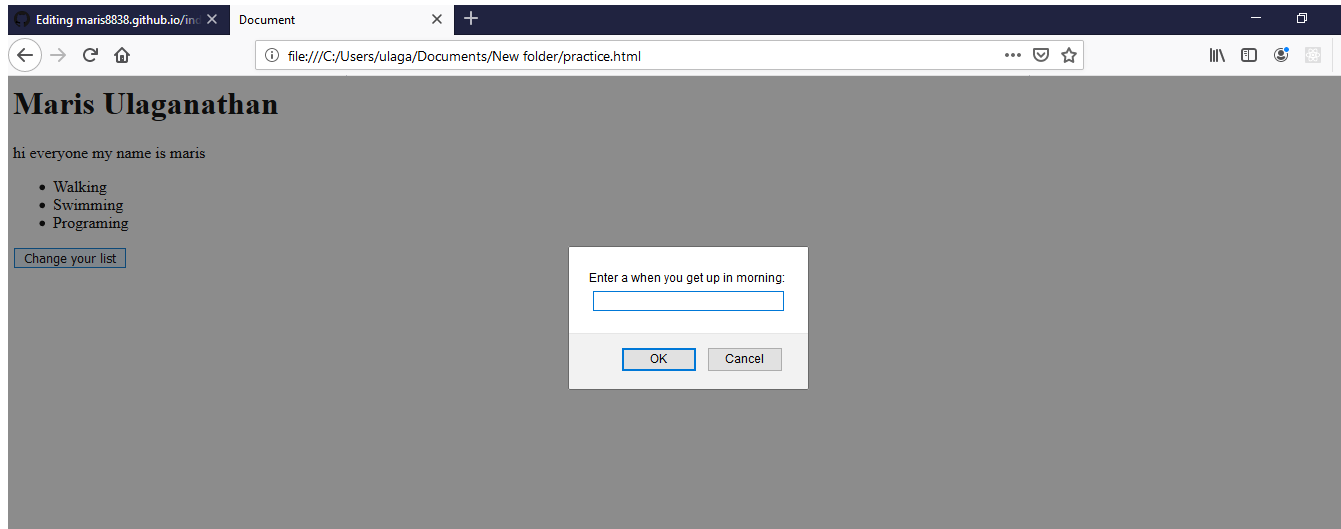 Editing maris8838.github.io/ind
Document
file:///C:/Users/ulaga/Documents/New folder/practice.html
Maris Ulaganathan
hi everyone my name is maris
Walking
Swimming
Programing
Change your list
Enter a when you get up in morning:
OK
Cancel